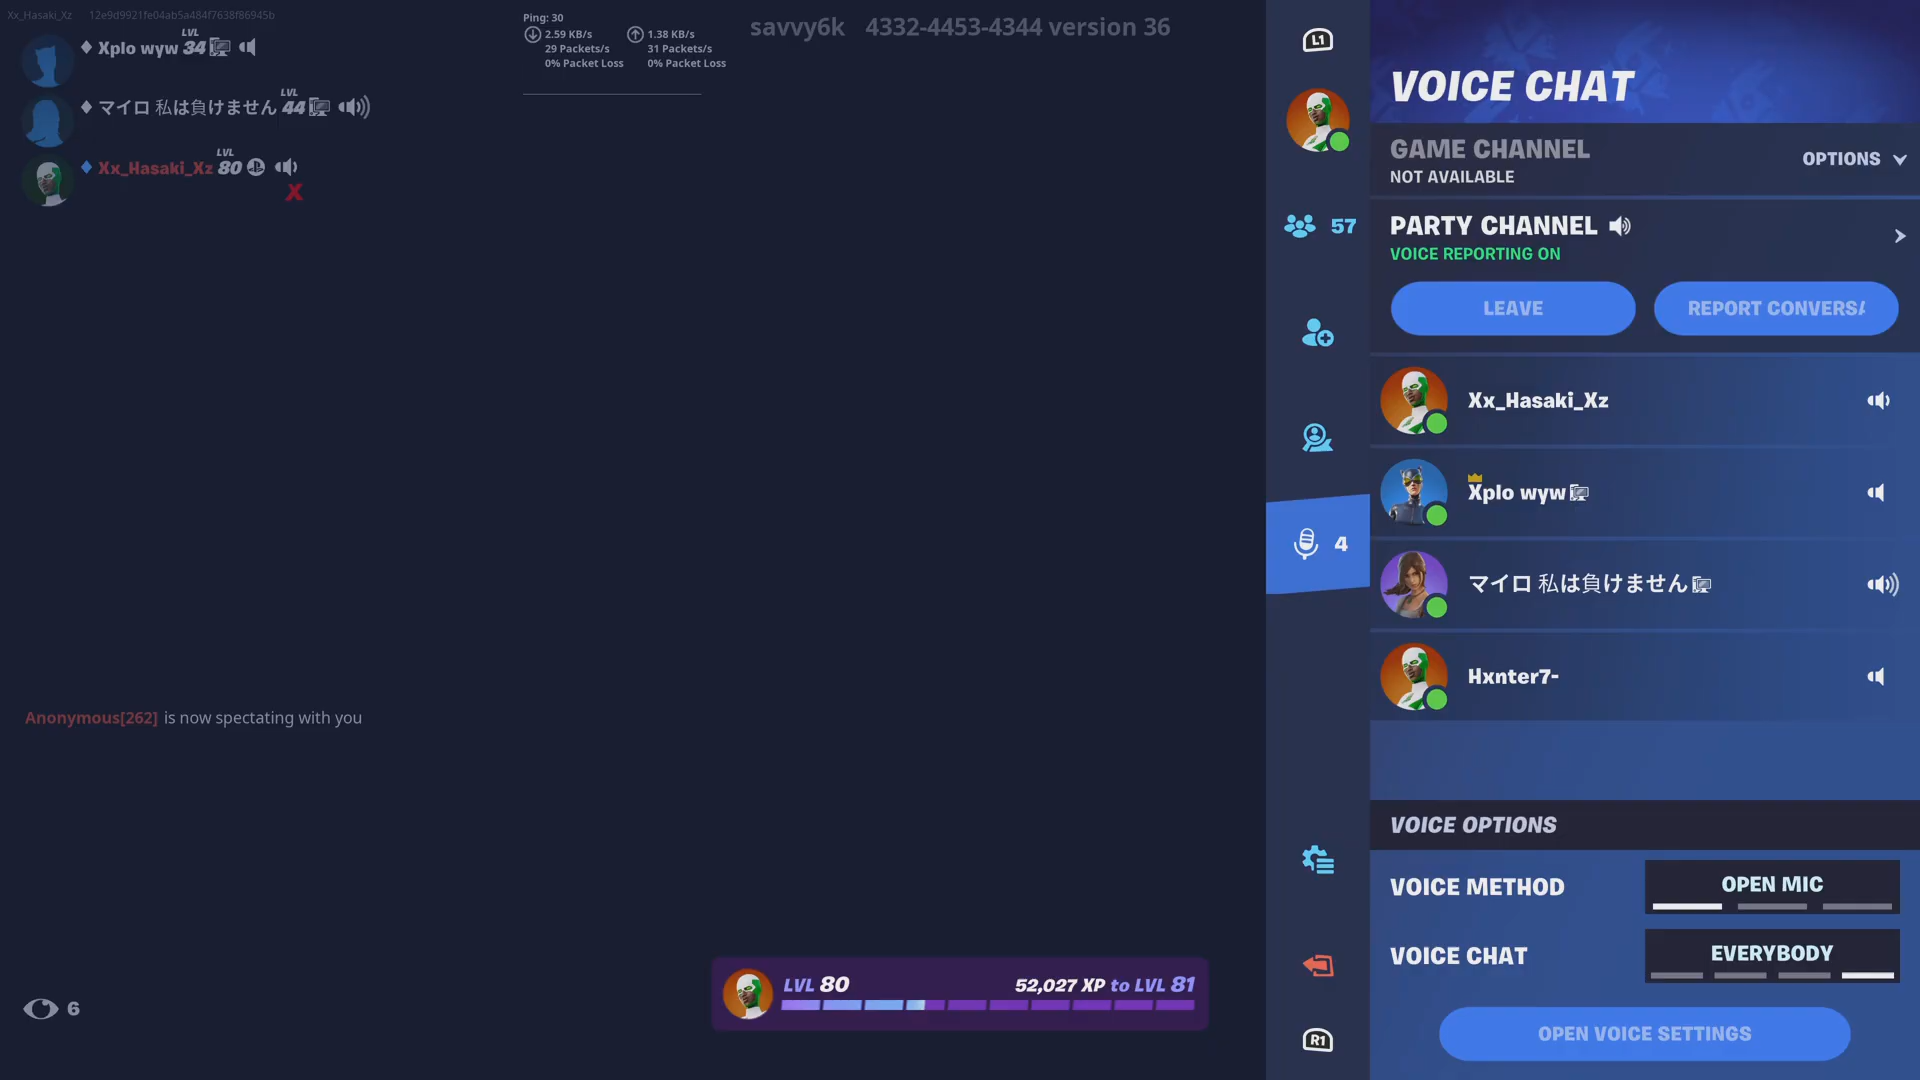 Xx_Hasaki_Xz 12e9d9921fe04ab5a484f7638f86945b
Xplo wyw LVL 34
マイロ 私は負けません LVL 44
Xx_Hasaki_Xz LVL 80
X
Ping: 30
2.59 KB/s 1.38 KB/s
29 Packets/s 31 Packets/s
0% Packet Loss 0% Packet Loss
savvy6k 4332-4453-4344 version 36
Anonymous[262] is now spectating with you
6
LVL 80 52,027 XP to LVL 81
L1
57
4
R1
VOICE CHAT
GAME CHANNEL
NOT AVAILABLE
OPTIONS
PARTY CHANNEL
VOICE REPORTING ON
LEAVE
REPORT CONVERSA
Xx_Hasaki_Xz
Xplo wyw
マイロ 私は負けません
Hxnter7-
VOICE OPTIONS
VOICE METHOD OPEN MIC
VOICE CHAT EVERYBODY
OPEN VOICE SETTINGS